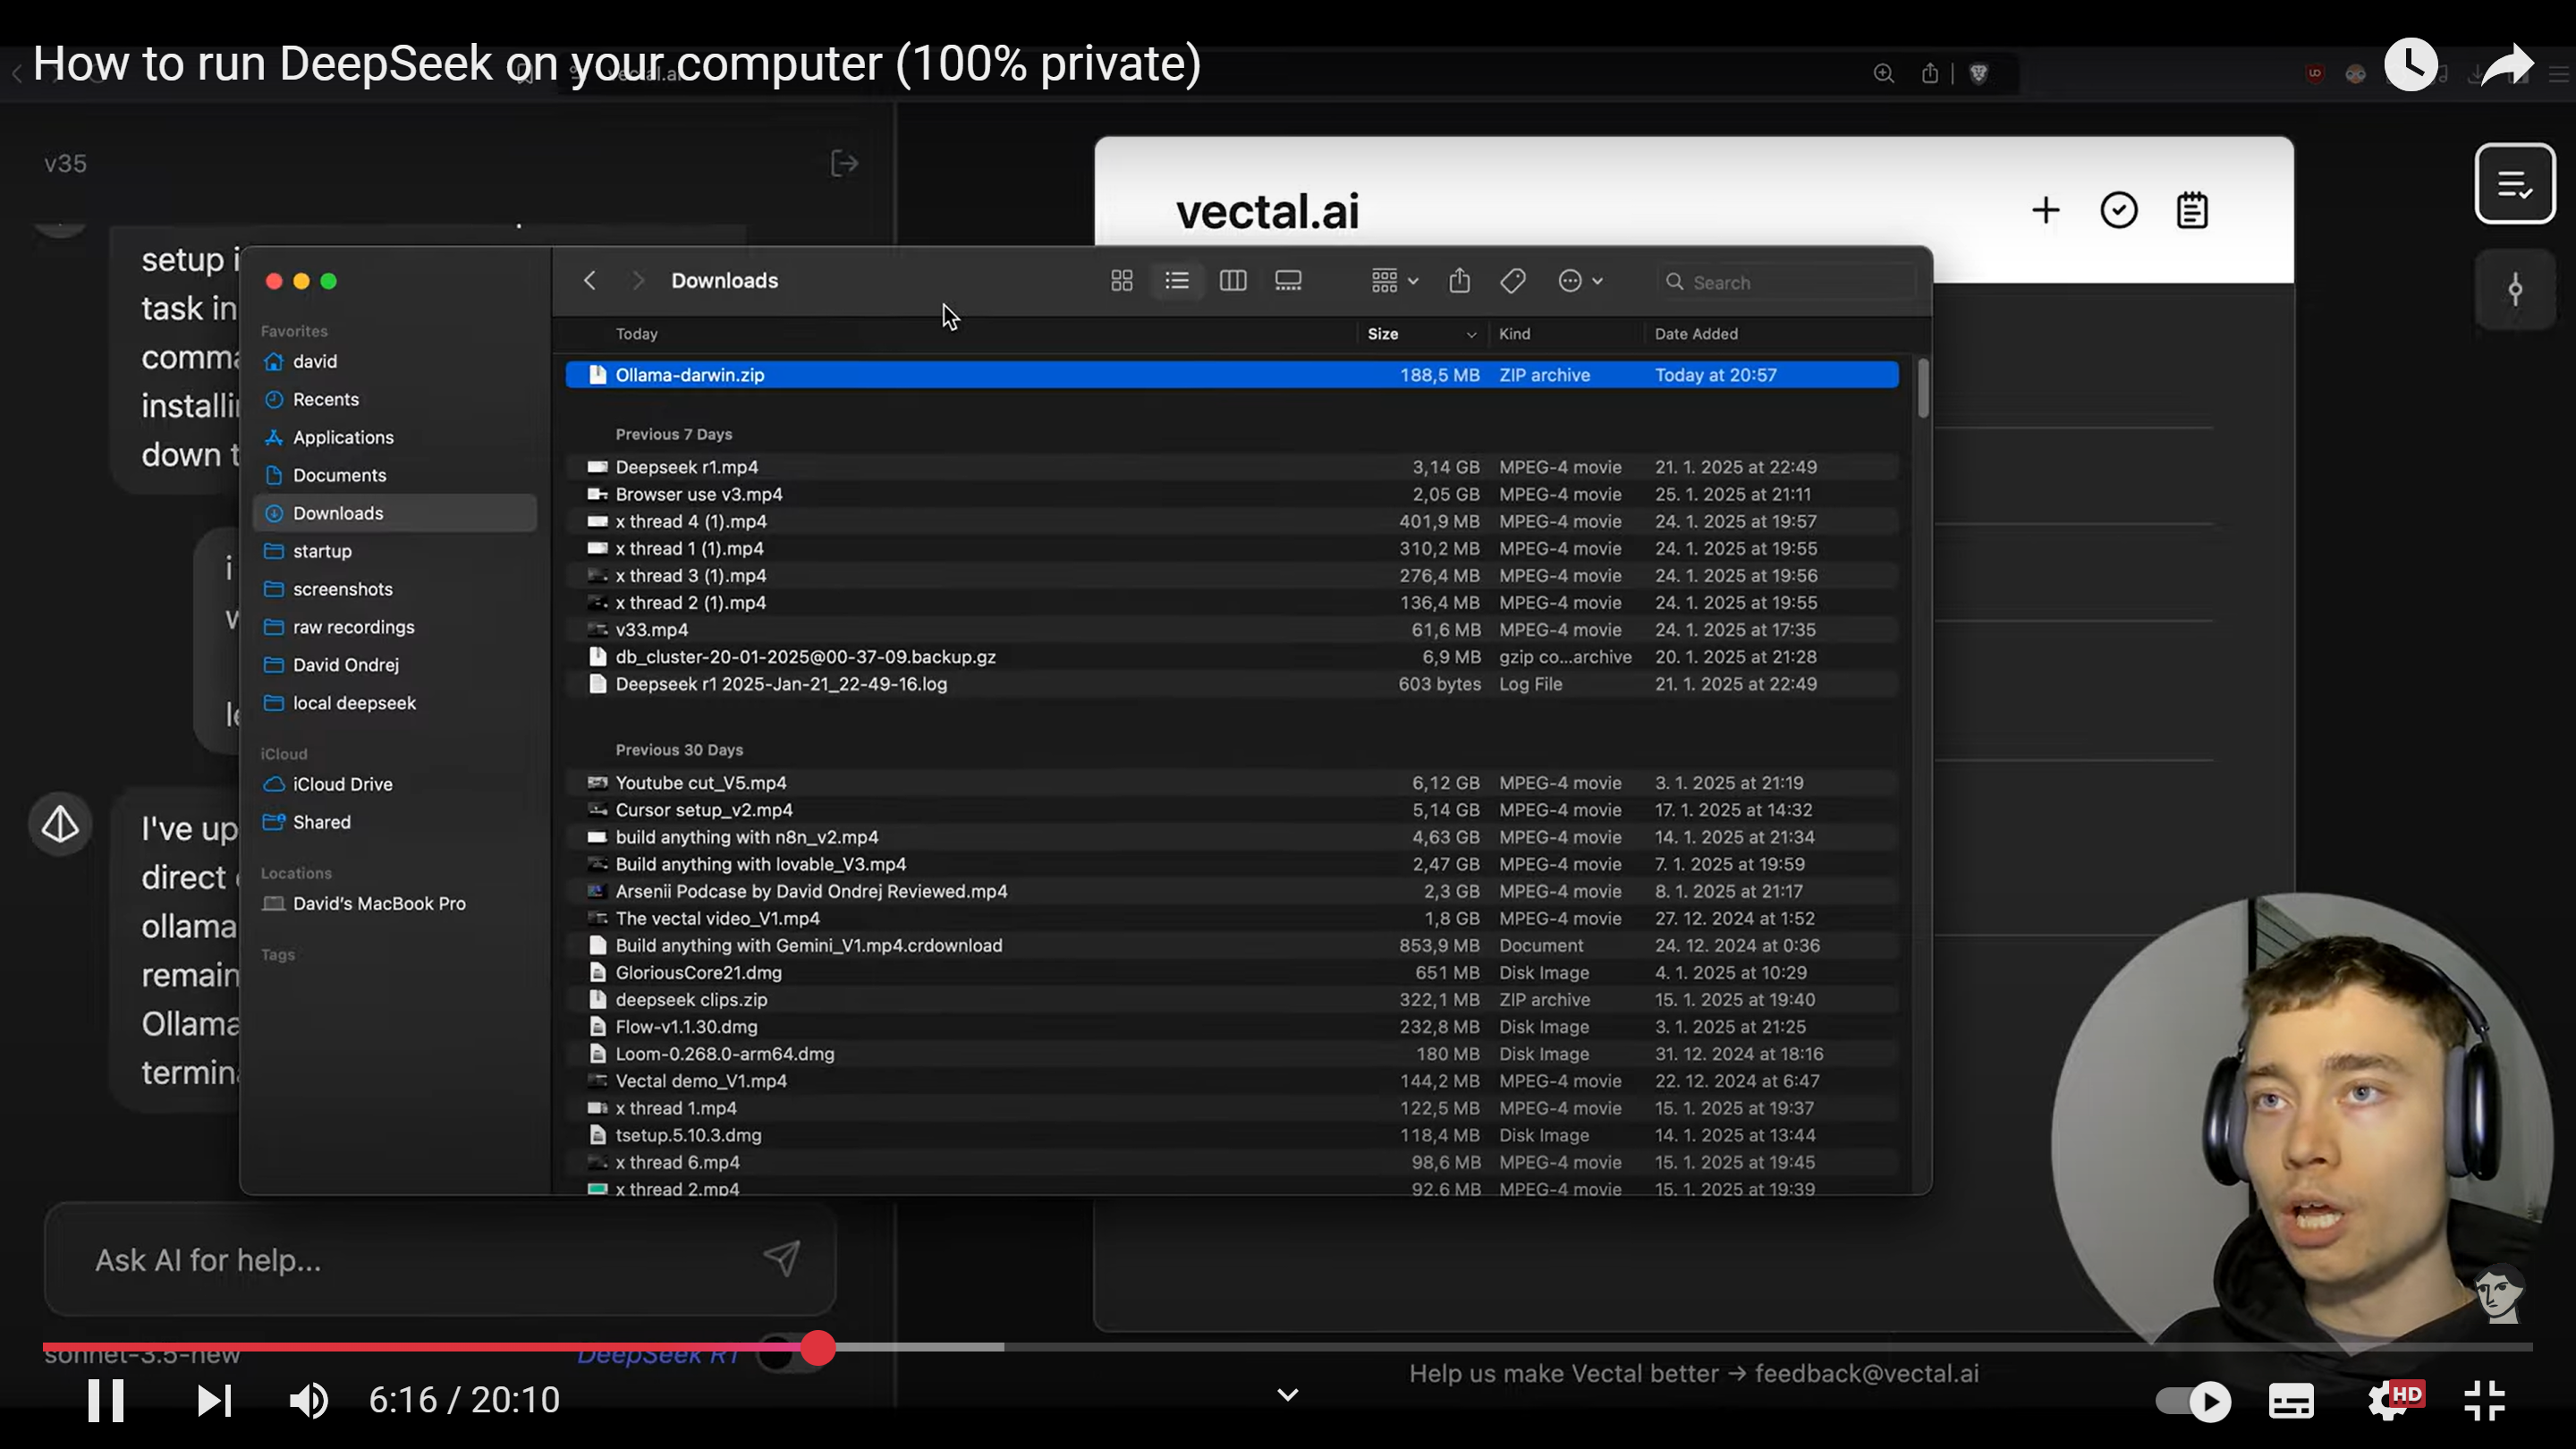 How to run DeepSeek on your computer (100% private)
v35
vectal.ai
setup i
task in
comma
installi
down t
i
w
le
I've up
direct
ollama
remain
Ollama
termina
Downloads
Search
Favorites
david
Recents
Applications
Documents
Downloads
startup
screenshots
raw recordings
David Ondrej
local deepseek
iCloud
iCloud Drive
Shared
Locations
David's MacBook Pro
Tags
Today Size Kind Date Added
Ollama-darwin.zip 188,5 MB ZIP archive Today at 20:57
Previous 7 Days
Deepseek r1.mp4 3,14 GB MPEG-4 movie 21. 1. 2025 at 22:49
Browser use v3.mp4 2,05 GB MPEG-4 movie 25. 1. 2025 at 21:11
x thread 4 (1).mp4 401,9 MB MPEG-4 movie 24. 1. 2025 at 19:57
x thread 1 (1).mp4 310,2 MB MPEG-4 movie 24. 1. 2025 at 19:55
x thread 3 (1).mp4 276,4 MB MPEG-4 movie 24. 1. 2025 at 19:56
x thread 2 (1).mp4 136,4 MB MPEG-4 movie 24. 1. 2025 at 19:55
v33.mp4 61,6 MB MPEG-4 movie 24. 1. 2025 at 17:35
db_cluster-20-01-2025@00-37-09.backup.gz 6,9 MB gzip co...archive 20. 1. 2025 at 21:28
Deepseek r1 2025-Jan-21_22-49-16.log 603 bytes Log File 21. 1. 2025 at 22:49
Previous 30 Days
Youtube cut_V5.mp4 6,12 GB MPEG-4 movie 3. 1. 2025 at 21:19
Cursor setup_v2.mp4 5,14 GB MPEG-4 movie 17. 1. 2025 at 14:32
build anything with n8n_v2.mp4 4,63 GB MPEG-4 movie 14. 1. 2025 at 21:34
Build anything with lovable_V3.mp4 2,47 GB MPEG-4 movie 7. 1. 2025 at 19:59
Arsenii Podcase by David Ondrej Reviewed.mp4 2,3 GB MPEG-4 movie 8. 1. 2025 at 21:17
The vectal video_V1.mp4 1,8 GB MPEG-4 movie 27. 12. 2024 at 1:52
Build anything with Gemini_V1.mp4.crdownload 853,9 MB Document 24. 12. 2024 at 0:36
GloriousCore21.dmg 651 MB Disk Image 4. 1. 2025 at 10:29
deepseek clips.zip 322,1 MB ZIP archive 15. 1. 2025 at 19:40
Flow-v1.1.30.dmg 232,8 MB Disk Image 3. 1. 2025 at 21:25
Loom-0.268.0-arm64.dmg 180 MB Disk Image 31. 12. 2024 at 18:16
Vectal demo_V1.mp4 144,2 MB MPEG-4 movie 22. 12. 2024 at 6:47
x thread 1.mp4 122,5 MB MPEG-4 movie 15. 1. 2025 at 19:37
tsetup.5.10.3.dmg 118,4 MB Disk Image 14. 1. 2025 at 13:44
x thread 6.mp4 98,6 MB MPEG-4 movie 15. 1. 2025 at 19:45
x thread 2.mp4 92,6 MB MPEG-4 movie 15. 1. 2025 at 19:39
Ask AI for help...
sonnet-3.5-new DeepSeek R1
Help us make Vectal better → feedback@vectal.ai
6:16 / 20:10
HD